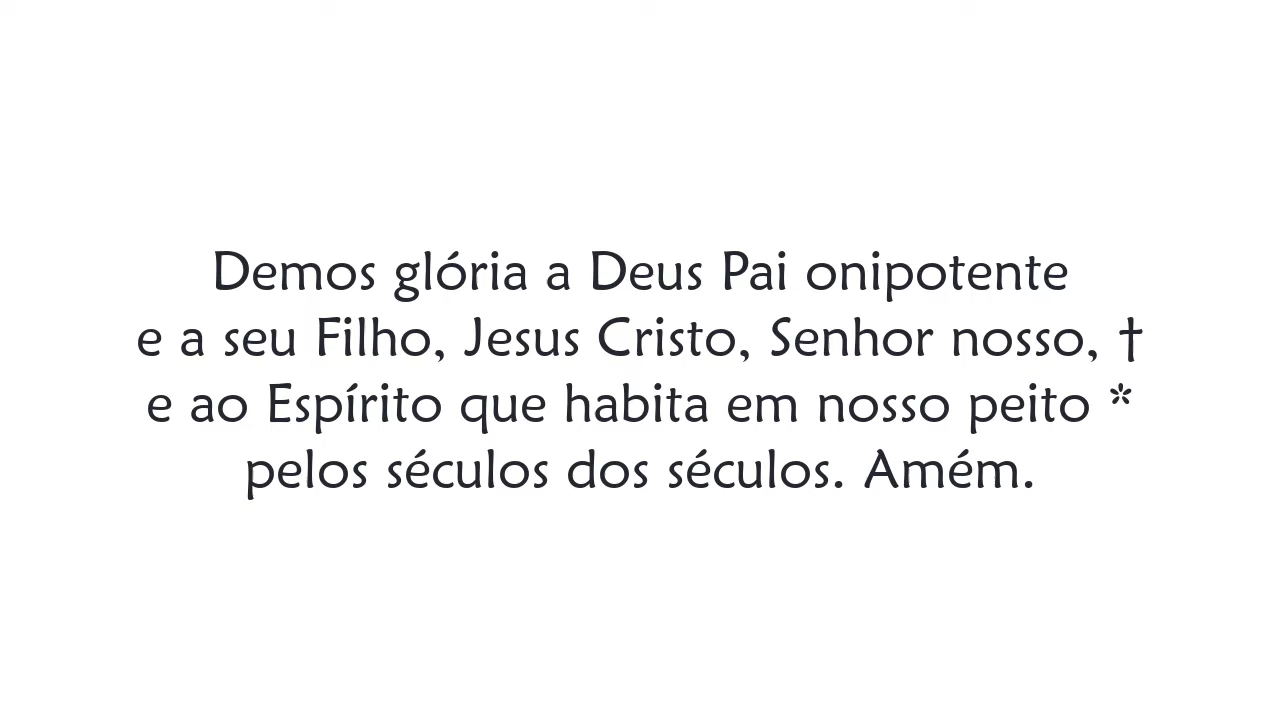 Demos glória a Deus Pai onipotente
e a seu Filho, Jesus Cristo, Senhor nosso, †
e ao Espírito que habita em nosso peito *
pelos séculos dos séculos. Amém.